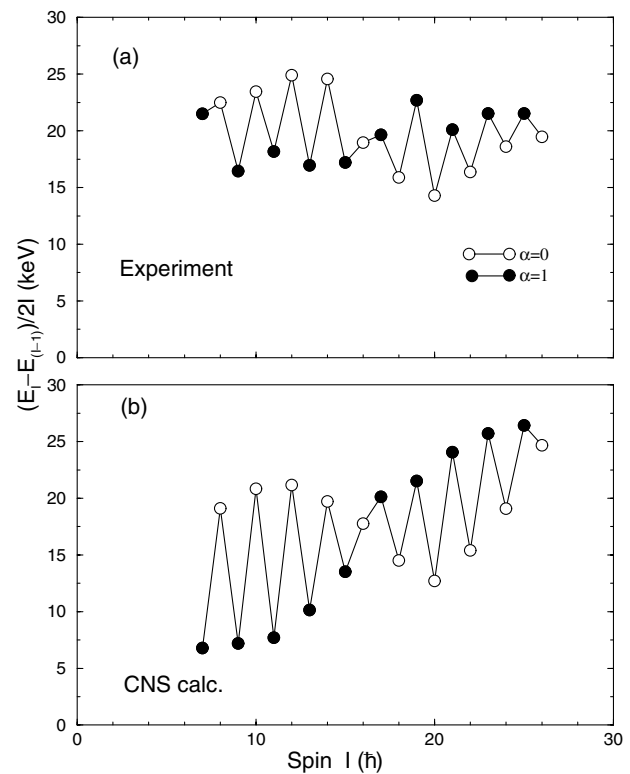 30
(a)
25
20
15
10
Experiment
α=0
α=1
5
0
(E_I–E_(I–1))/2I (keV)
30
(b)
25
20
15
10
5
CNS calc.
0
0
10
20
30
Spin I (ħ)